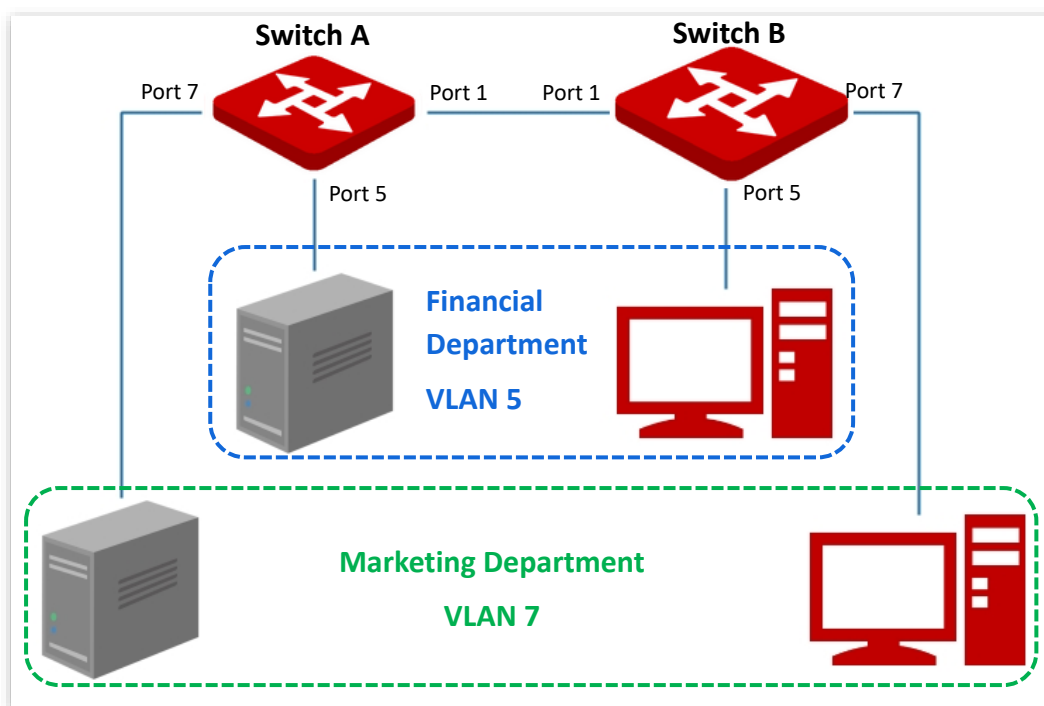 Switch A
Switch B
Port 7
Port 1
Port 1
Port 7
Port 5
Port 5
Financial
Department
VLAN 5
Marketing Department
VLAN 7